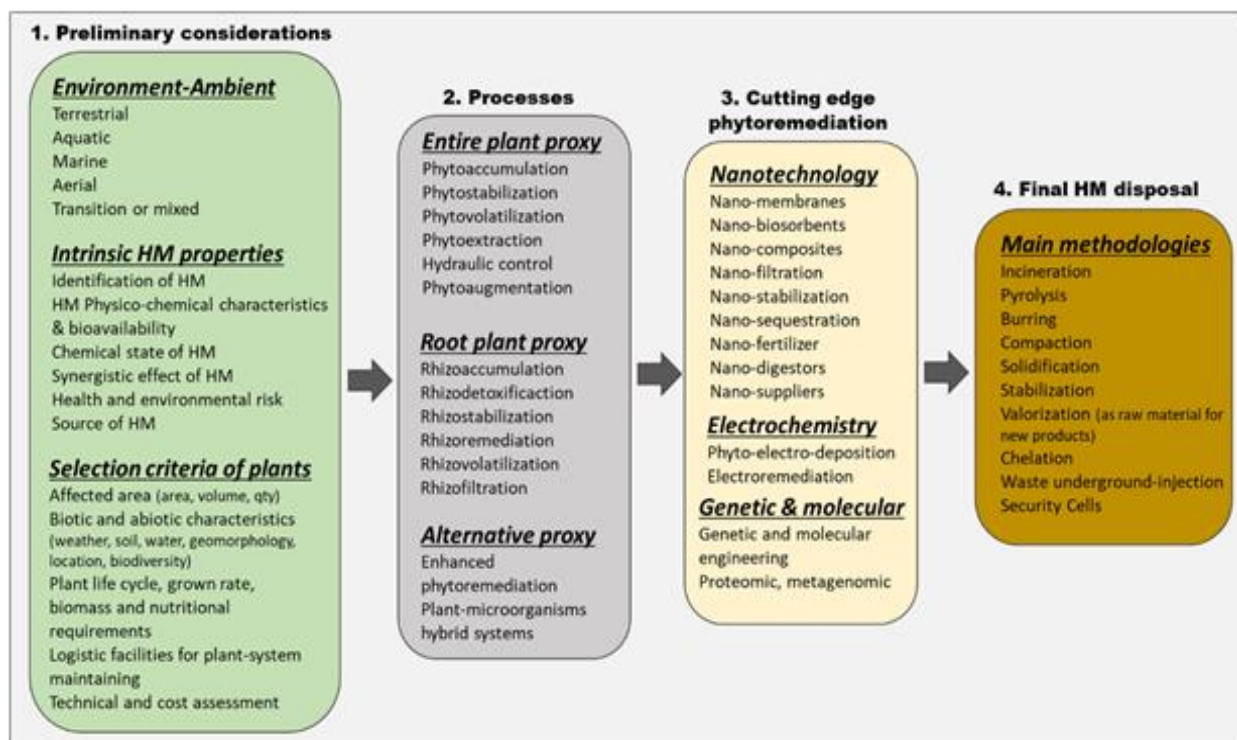 1. Preliminary considerations
Environment-Ambient
Terrestrial
Aquatic
Marine
Aerial
Transition or mixed
Intrinsic HM properties
Identification of HM
HM Physico-chemical characteristics
& bioavailability
Chemical state of HM
Synergistic effect of HM
Health and environmental risk
Source of HM
Selection criteria of plants
Affected area (area, volume, qty)
Biotic and abiotic characteristics
(weather, soil, water, geomorphology,
location, biodiversity)
Plant life cycle, grown rate,
biomass and nutritional
requirements
Logistic facilities for plant-system
maintaining
Technical and cost assessment
2. Processes
Entire plant proxy
Phytoaccumulation
Phytostabilization
Phytovolatilization
Phytoextraction
Hydraulic control
Phytoaugmentation
Root plant proxy
Rhizoaccumulation
Rhizodetoxificaction
Rhizostabilization
Rhizoremediation
Rhizovolatilization
Rhizofiltration
Alternative proxy
Enhanced
phytoremediation
Plant-microorganisms
hybrid systems
3. Cutting edge
phytoremediation
Nanotechnology
Nano-membranes
Nano-biosorbents
Nano-composites
Nano-filtration
Nano-stabilization
Nano-sequestration
Nano-fertilizer
Nano-digestors
Nano-suppliers
Electrochemistry
Phyto-electro-deposition
Electroremediation
Genetic & molecular
Genetic and molecular
engineering
Proteomic, metagenomic
4. Final HM disposal
Main methodologies
Incineration
Pyrolysis
Burring
Compaction
Solidification
Stabilization
Valorization (as raw material for
new products)
Chelation
Waste underground-injection
Security Cells